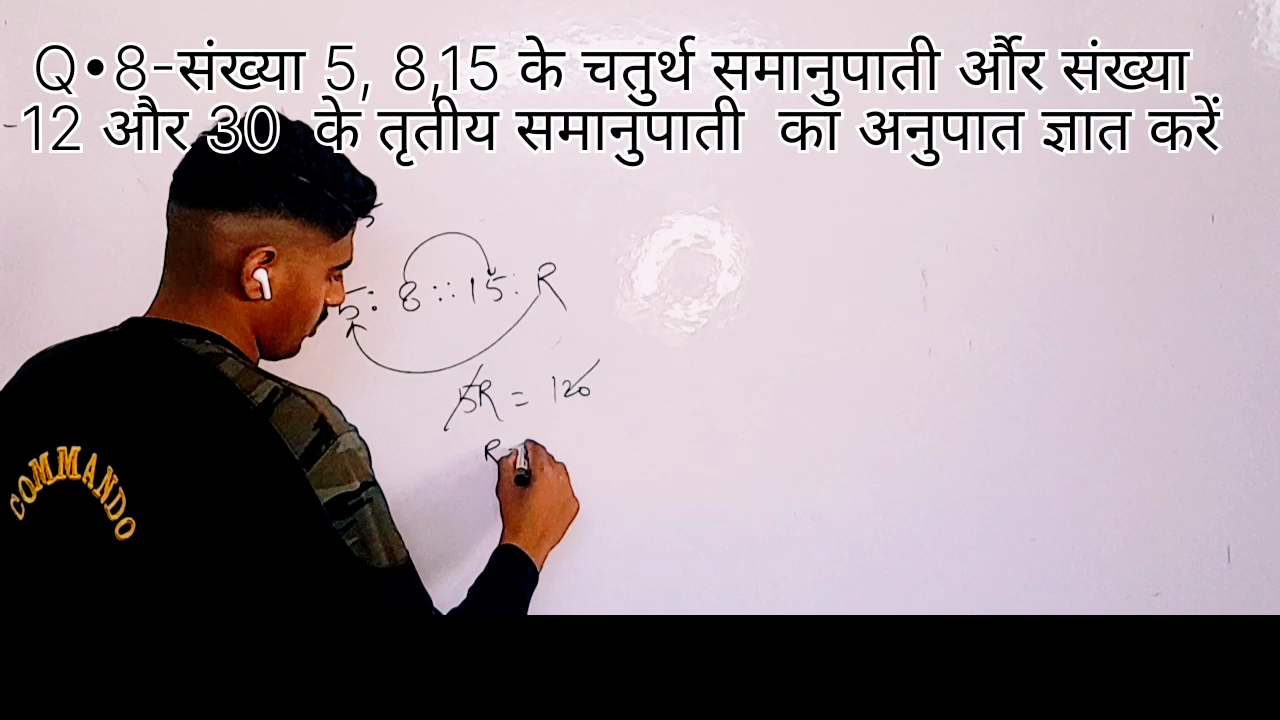 Q•8-संख्या 5, 8,15 के चतुर्थ समानुपाती और संख्या
12 और 30 के तृतीय समानुपाती का अनुपात ज्ञात करें
5: 8 :: 15: R
5R = 120
R
COMMANDO